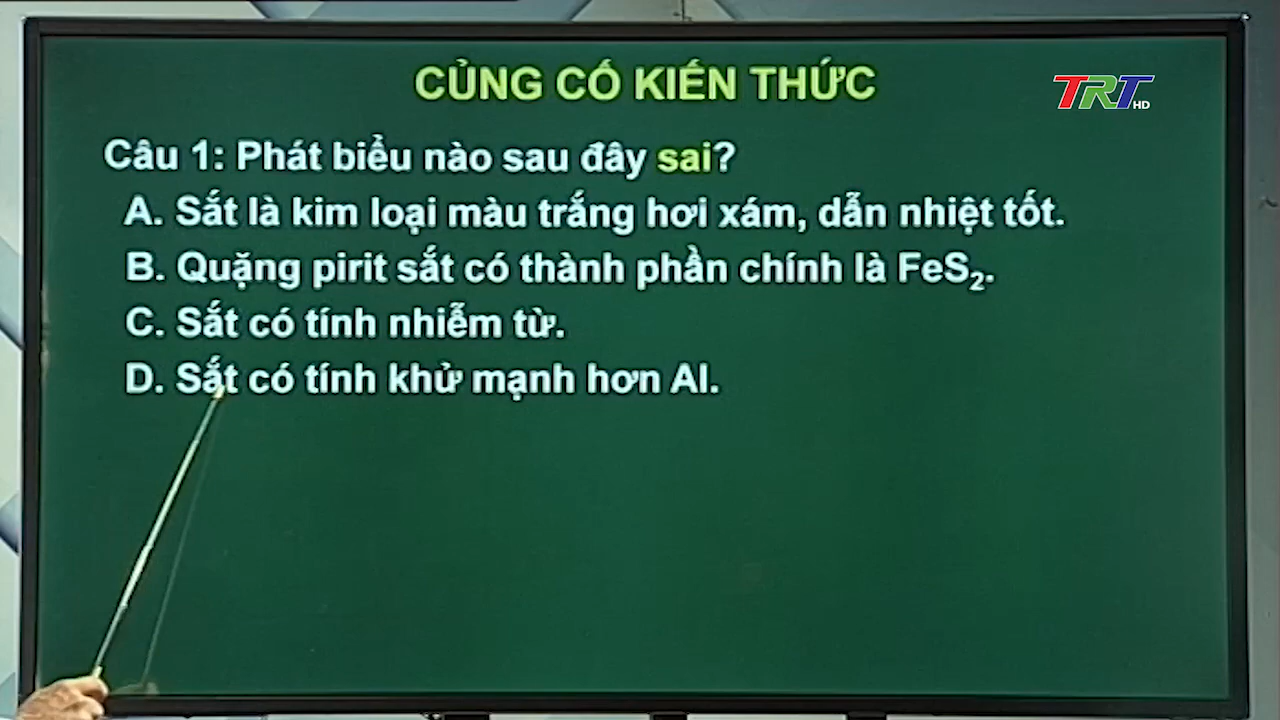 CỦNG CỐ KIẾN THỨC
TRT HD
Câu 1: Phát biểu nào sau đây sai?
A. Sắt là kim loại màu trắng hơi xám, dẫn nhiệt tốt.
B. Quặng pirit sắt có thành phần chính là FeS₂.
C. Sắt có tính nhiễm từ.
D. Sắt có tính khử mạnh hơn Al.